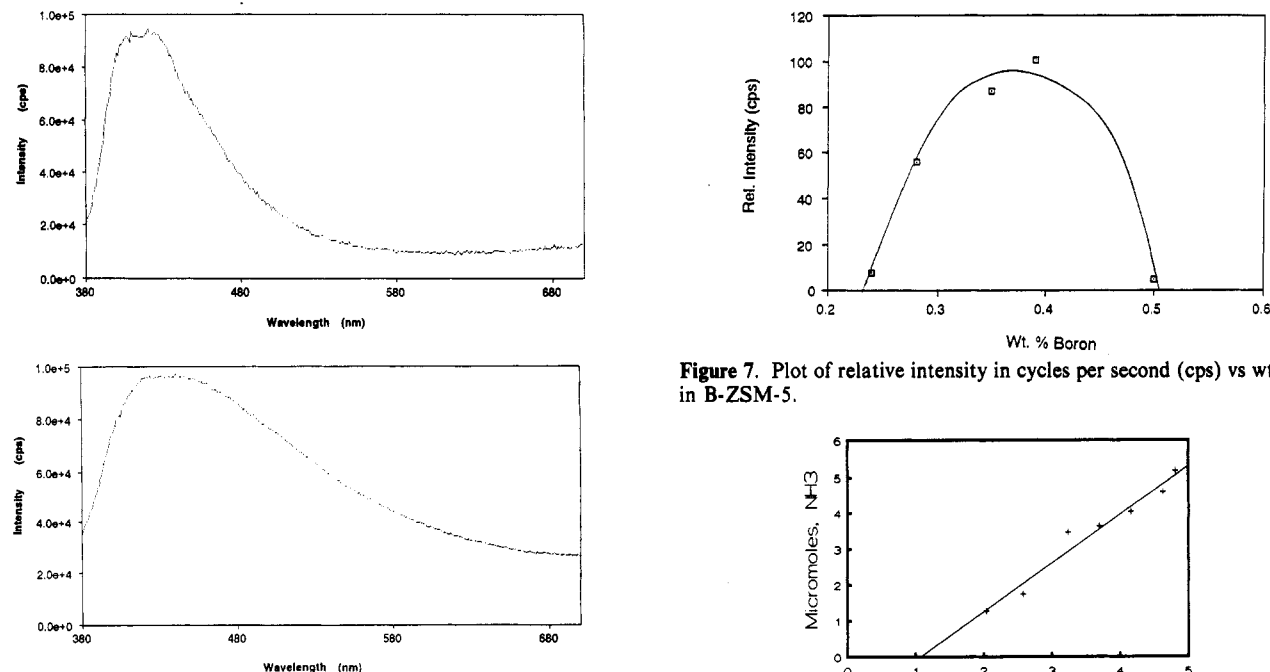 1.0e+5
8.0e+4
6.0e+4
4.0e+4
2.0e+4
0.0e+0
Intensity (cps)
380 480 580 680
Wavelength (nm)
1.0e+5
8.0e+4
6.0e+4
4.0e+4
2.0e+4
0.0e+0
Intensity (cps)
380 480 580 680
Wavelength (nm)
120
100
80
60
40
20
0
Rel. Intensity (cps)
0.2 0.3 0.4 0.5 0.6
Wt. % Boron
Figure 7. Plot of relative intensity in cycles per second (cps) vs wt
in B-ZSM-5.
6
5
4
3
2
1
0
Micromoles, NH3
0 1 2 3 4 5